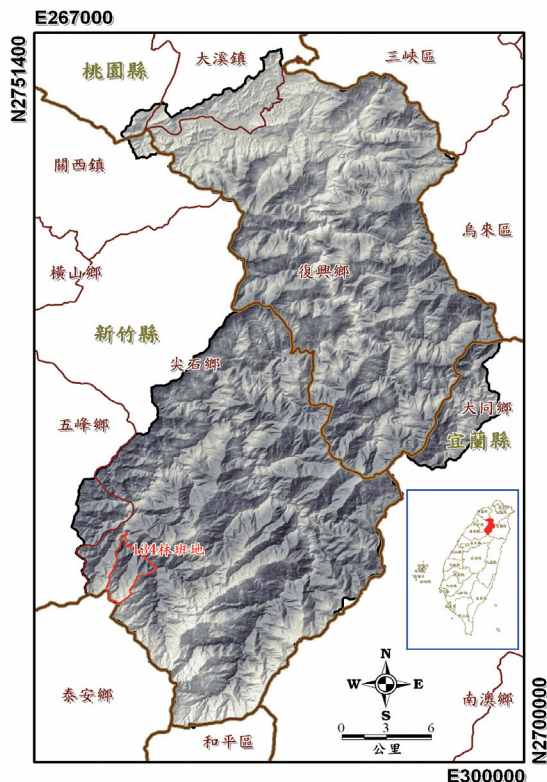 E267000
N2751400
大溪鎮
三峽區
桃園縣
關西鎮
烏來區
橫山鄉
復興鄉
新竹縣
尖石鄉
大同鄉
五峰鄉
宜蘭縣
134林班地
N
W
E
S
泰安鄉
南澳鄉
0 3 6
公里
和平區
N2700000
E300000